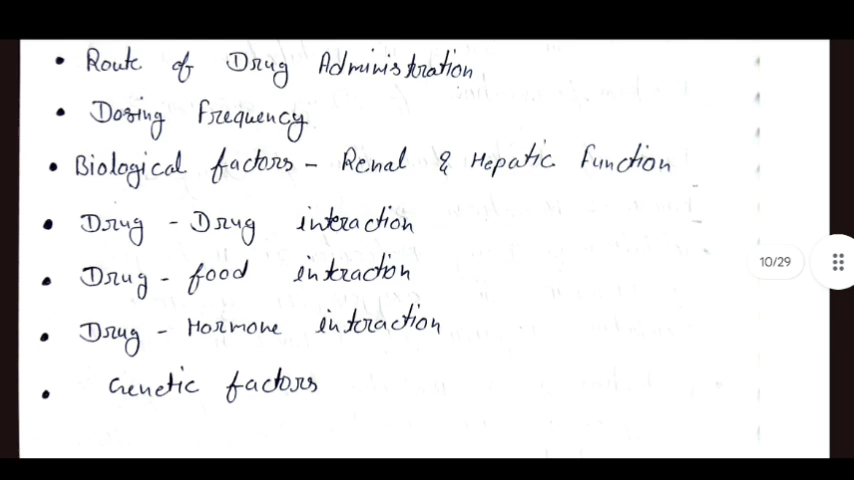 • Route of Drug Administration
• Dosing Frequency
• Biological factors - Renal & Hepatic function
• Drug - Drug interaction
10/29
• Drug - food interaction
• Drug - Hormone interaction
• Genetic factors